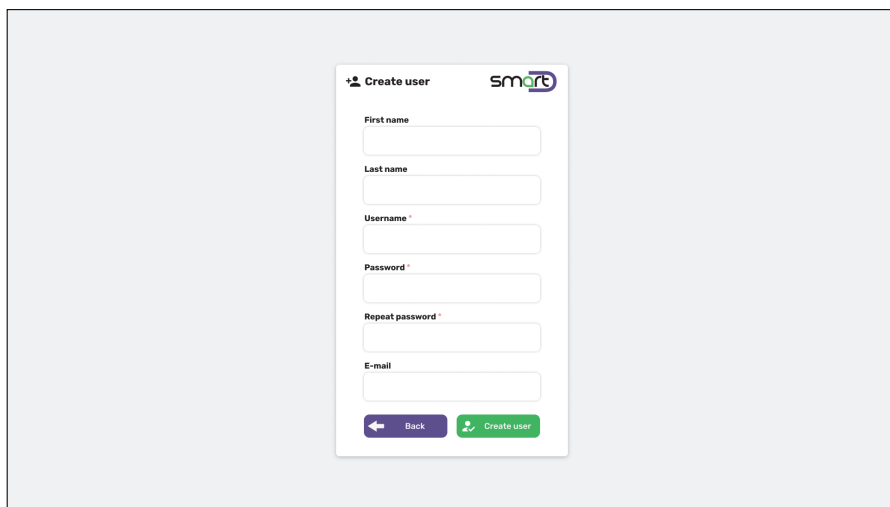 Create user
smart
First name
Last name
Username *
Password *
Repeat password *
E-mail
Back
Create user